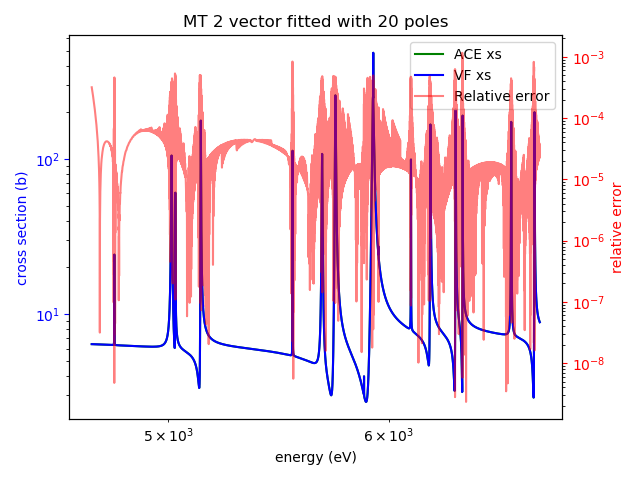 MT 2 vector fitted with 20 poles
ACE xs
VF xs
Relative error
10²
10¹
cross section (b)
10⁻³
10⁻⁴
10⁻⁵
10⁻⁶
10⁻⁷
10⁻⁸
relative error
5 × 10³
6 × 10³
energy (eV)